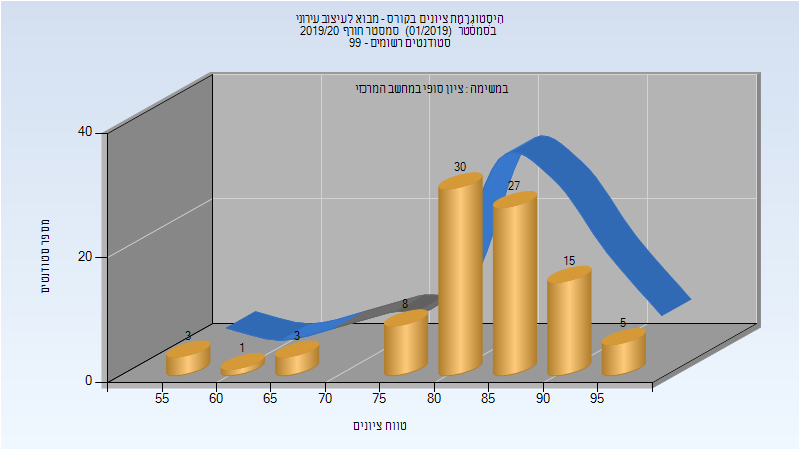 היסטוגרמת ציונים בקורס - מבוא לעיצוב עירוני
בסמסטר (01/2019) סמסטר חורף 2019/20
סטודנטים רשומים - 99
במשימה : ציון סופי במחשב המרכזי
מספר סטודנטים
40
20
0
3
1
3
8
30
27
15
5
55 60 65 70 75 80 85 90 95
טווח ציונים